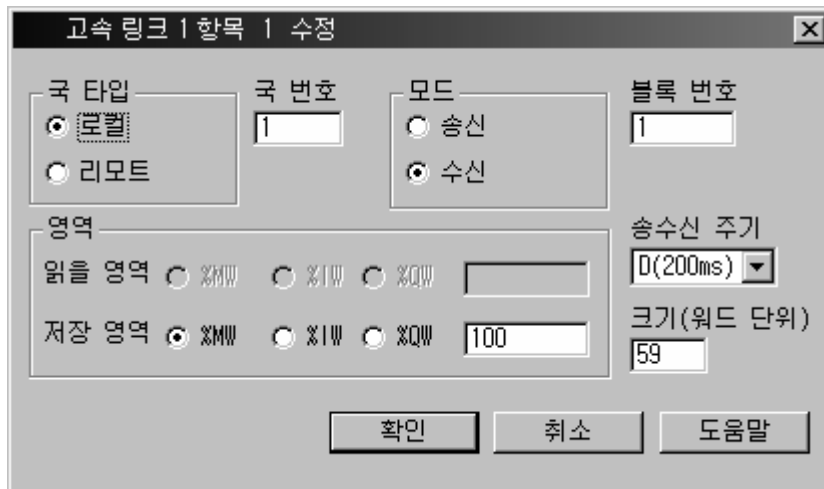 고속 링크 1 항목 1 수정
국 타입
로컬
리모트
국 번호
1
모드
송신
수신
블록 번호
1
영역
읽을 영역 %MW %IW %QW
저장 영역 %MW %IW %QW 100
송수신 주기
D(200ms)
크기(워드 단위)
59
확인 취소 도움말